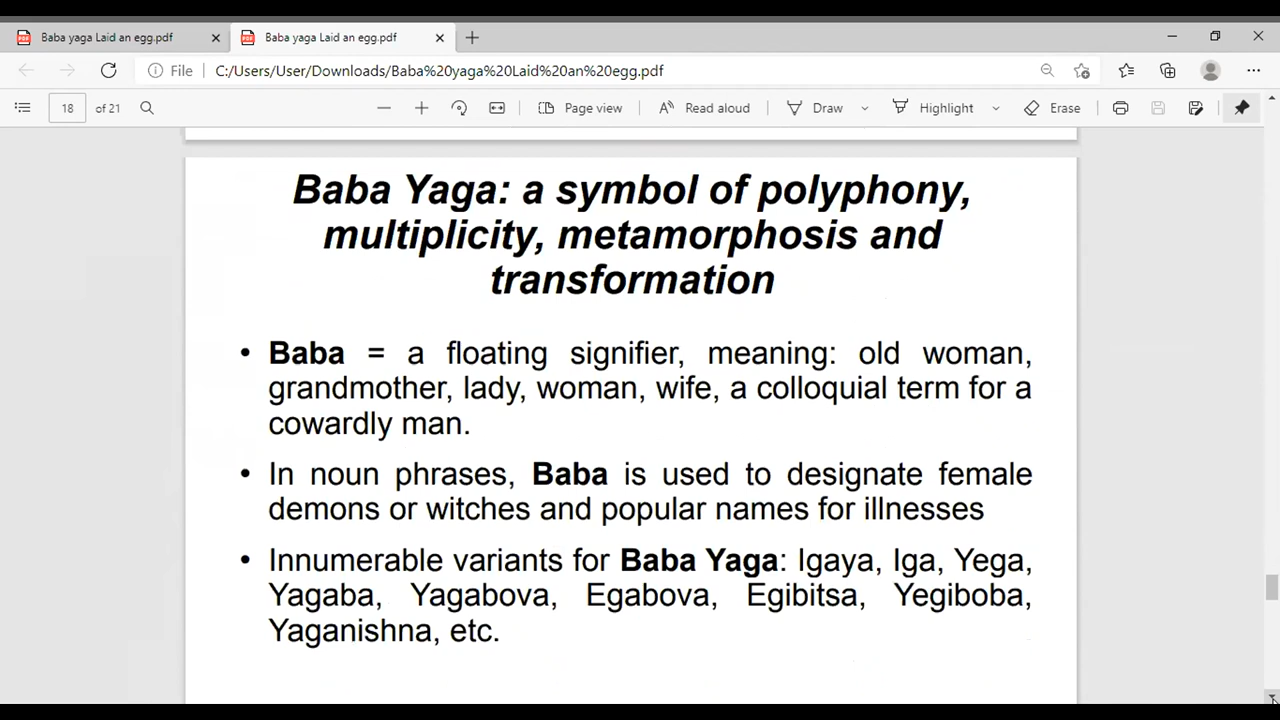 Baba yaga Laid an egg.pdf
Baba yaga Laid an egg.pdf
File C:/Users/User/Downloads/Baba%20yaga%20Laid%20an%20egg.pdf
18 of 21 Page view Read aloud Draw Highlight Erase
Baba Yaga: a symbol of polyphony,
multiplicity, metamorphosis and
transformation
• Baba = a floating signifier, meaning: old woman,
grandmother, lady, woman, wife, a colloquial term for a
cowardly man.
• In noun phrases, Baba is used to designate female
demons or witches and popular names for illnesses
• Innumerable variants for Baba Yaga: Igaya, Iga, Yega,
Yagaba, Yagabova, Egabova, Egibitsa, Yegiboba,
Yaganishna, etc.